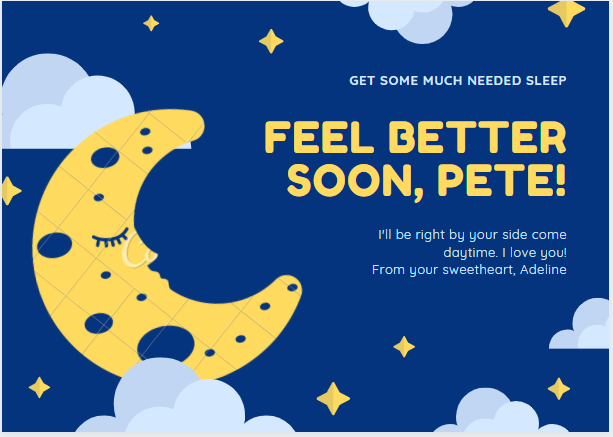 GET SOME MUCH NEEDED SLEEP
FEEL BETTER
SOON, PETE!
I'll be right by your side come
daytime. I love you!
From your sweetheart, Adeline